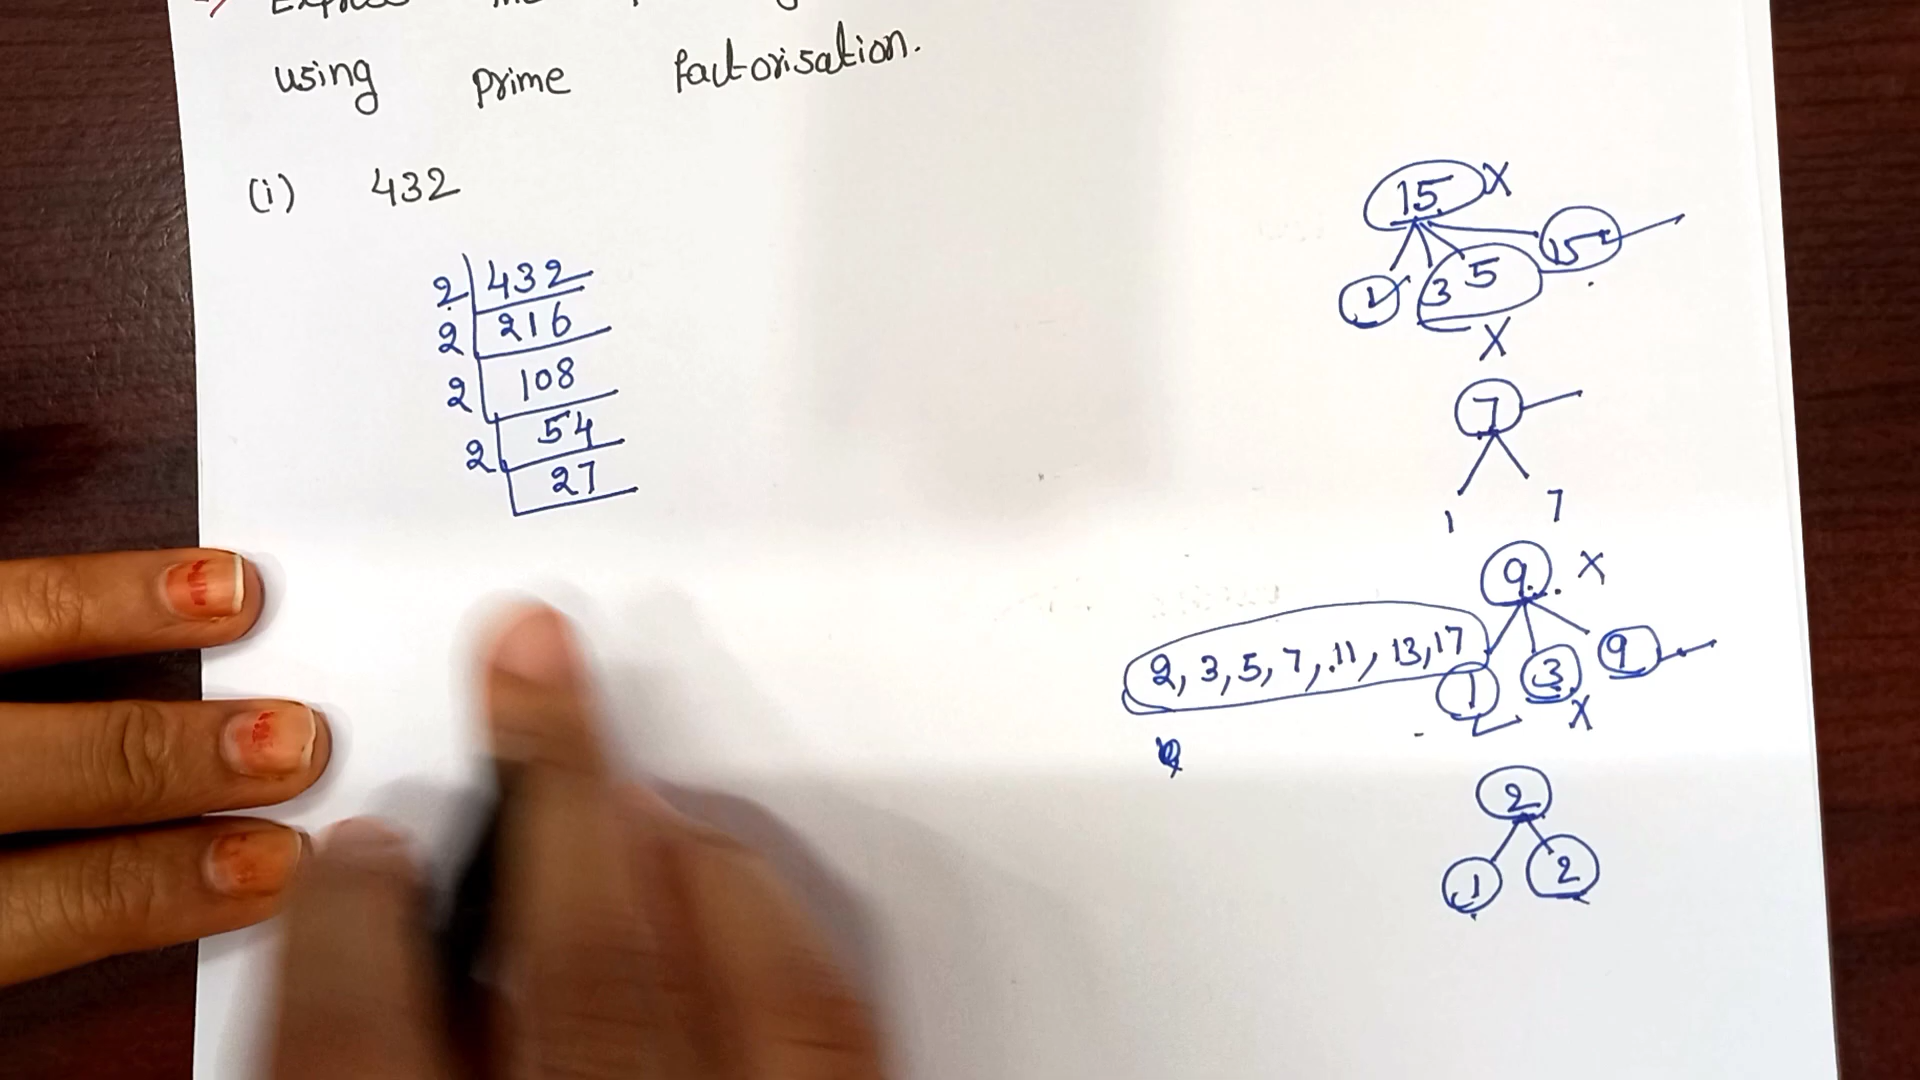 using prime factorisation.
(i) 432
2 432
2 216
2 108
2 54
27
15 X
1 3 5 15
X
7
1 7
9 X
2, 3, 5, 7, 11, 13, 17
1 3 9
X
2
1 2